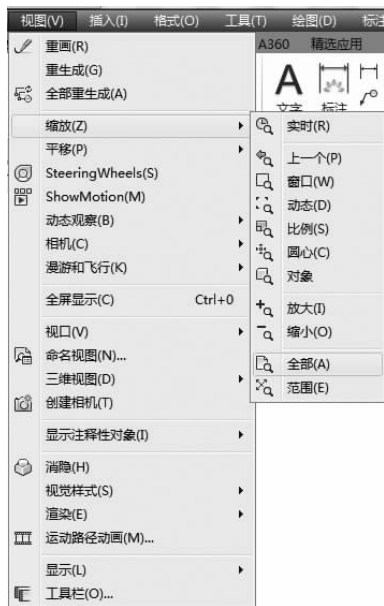 视图(V) 插入(I) 格式(O) 工具(T) 绘图(D) 标注
A360 精选应用
重画(R)
重生成(G)
全部重生成(A)
A
文字 标注
缩放(Z)
平移(P)
SteeringWheels(S)
ShowMotion(M)
动态观察(B)
相机(C)
漫游和飞行(K)
全屏显示(C) Ctrl+0
视口(V)
命名视图(N)...
三维视图(D)
创建相机(T)
显示注释性对象(I)
消隐(H)
视觉样式(S)
渲染(E)
运动路径动画(M)...
显示(L)
工具栏(O)...
实时(R)
上一个(P)
窗口(W)
动态(D)
比例(S)
圆心(C)
对象
放大(I)
缩小(O)
全部(A)
范围(E)